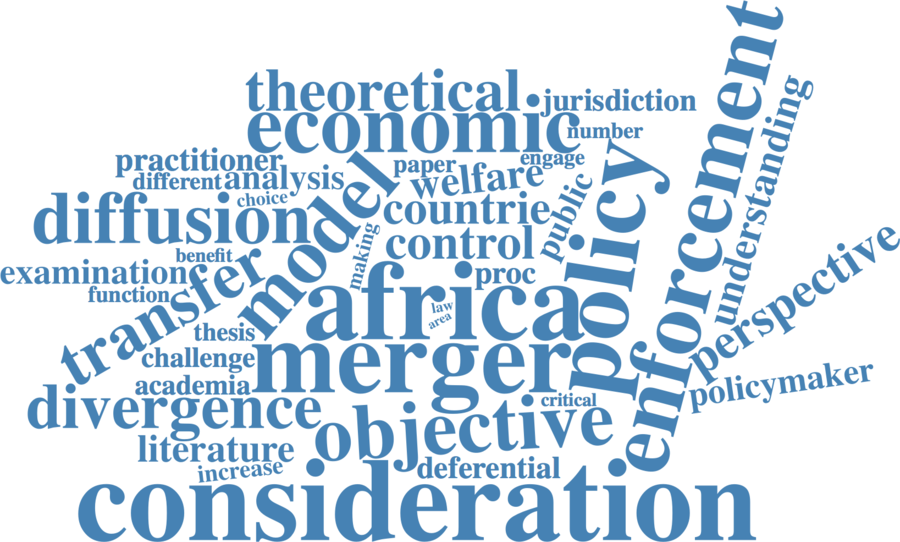 theoretical
jurisdiction
economic
number
practitioner
paper
engage
different
analysis
welfare
choice
diffusion
model
countrie
public
policy
enforcement
understanding
making
control
benefit
examination
transfer
proc
function
africa
law
area
perspective
thesis
challenge
merger
academia
policymaker
divergence
critical
objective
literature
increase
deferential
consideration